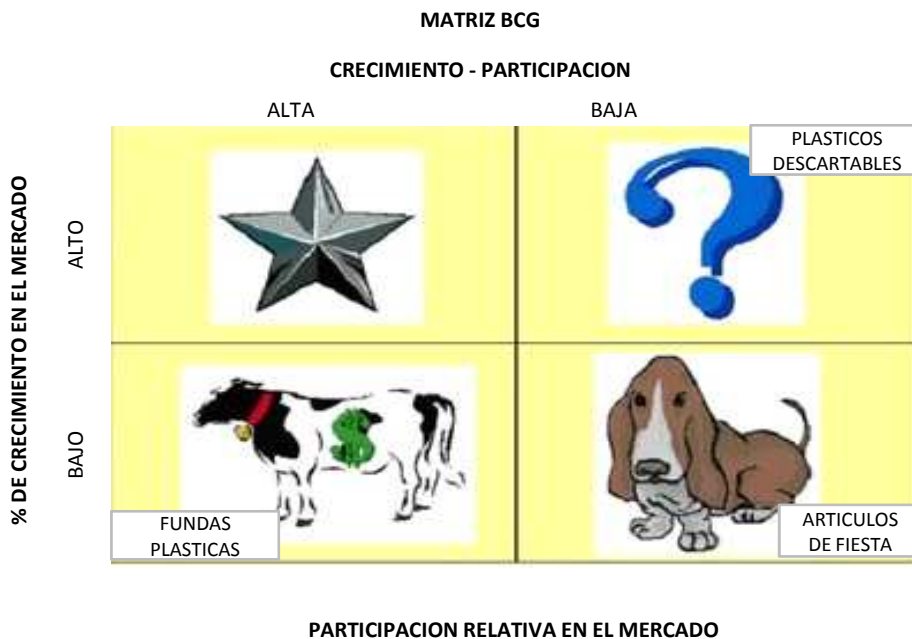 MATRIZ BCG
CRECIMIENTO - PARTICIPACION
ALTA
BAJA
PLASTICOS
DESCARTABLES
% DE CRECIMIENTO EN EL MERCADO
ALTO
BAJO
FUNDAS
PLASTICAS
ARTICULOS
DE FIESTA
PARTICIPACION RELATIVA EN EL MERCADO